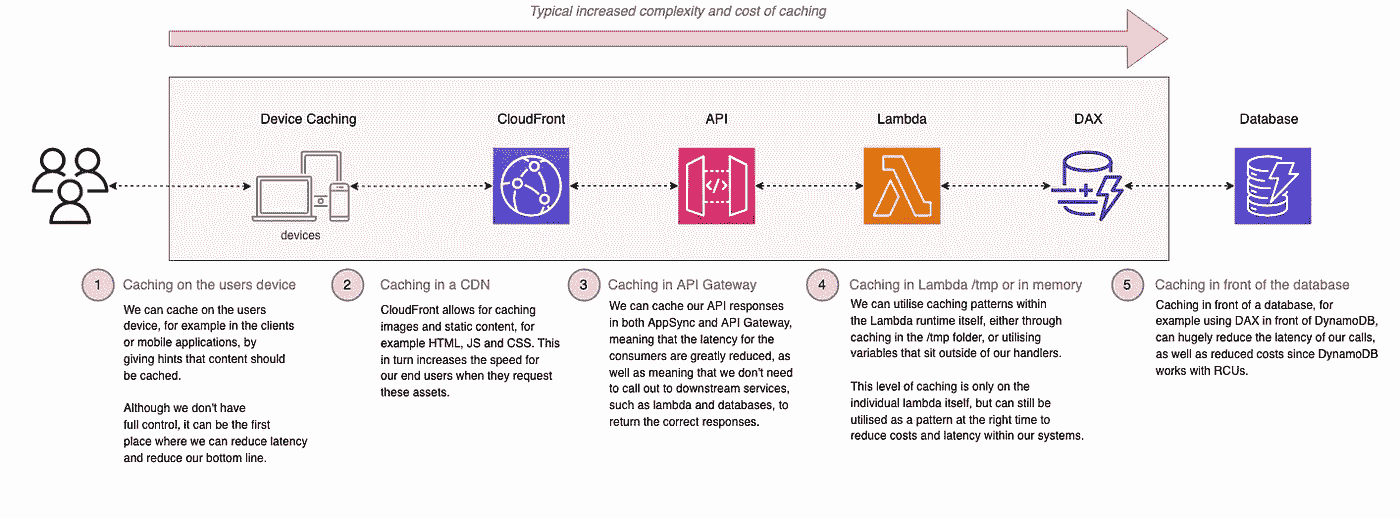 Typical increased complexity and cost of caching
Device Caching
CloudFront
API
Lambda
DAX
Database
devices
1
Caching on the users device
We can cache on the users
device, for example in the clients
or mobile applications, by
giving hints that content should
be cached.
Although we don't have
full control, it can be the first
place where we can reduce latency
and reduce our bottom line.
2
Caching in a CDN
CloudFront allows for caching
images and static content, for
example HTML, JS and CSS. This
in turn increases the speed for
our end users when they request
these assets.
3
Caching in API Gateway
We can cache our API responses
in both AppSync and API Gateway,
meaning that the latency for the
consumers are greatly reduced, as
well as meaning that we don't need
to call out to downstream services,
such as lambda and databases, to
return the correct responses.
4
Caching in Lambda /tmp or in memory
We can utilise caching patterns within
the Lambda runtime itself, either through
caching in the /tmp folder, or utilising
variables that sit outside of our handlers.
This level of caching is only on the
individual lambda itself, but can still be
utilised as a pattern at the right time to
reduce costs and latency within our systems.
5
Caching in front of the database
Caching in front of a database, for
example using DAX in front of DynamoDB,
can hugely reduce the latency of our calls,
as well as reduced costs since DynamoDB
works with RCUs.